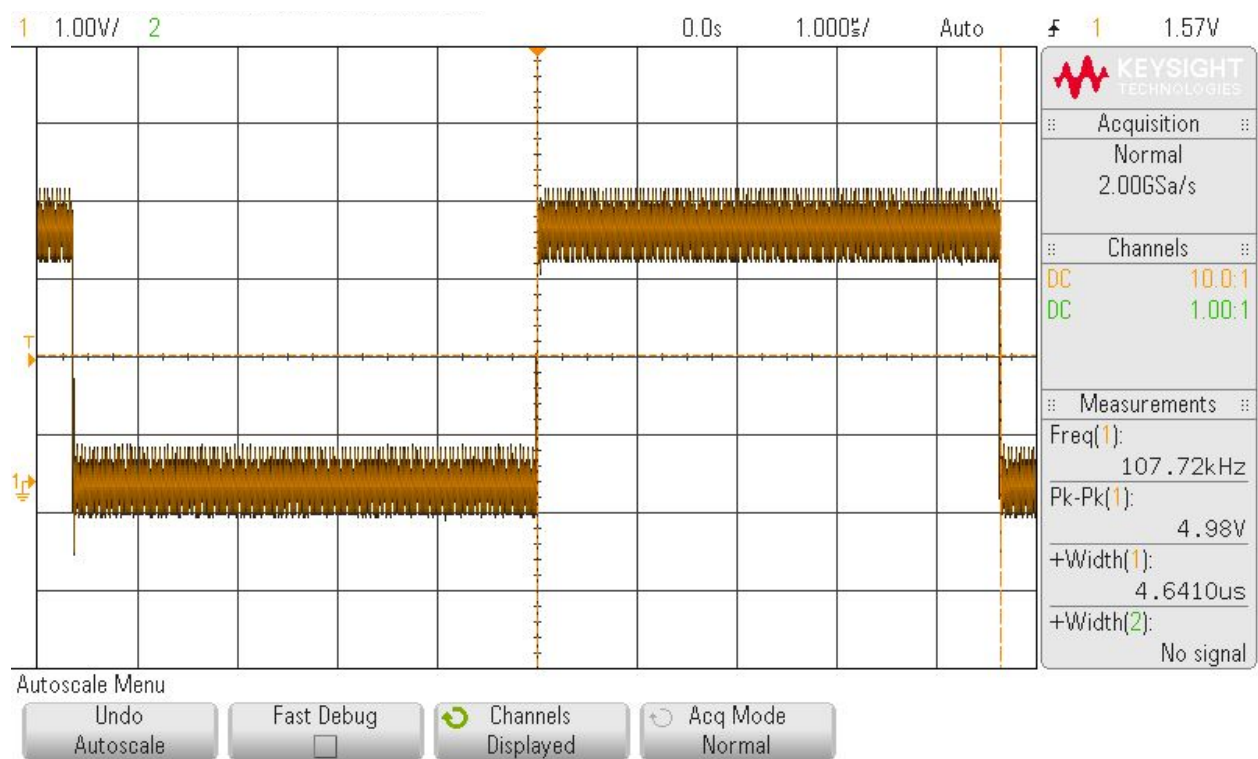 1 1.00V/ 2 0.0s 1.000µs/ Auto 1 1.57V
KEYSIGHT
TECHNOLOGIES
Acquisition
Normal
2.00GSa/s
Channels
DC 10.0:1
DC 1.00:1
Measurements
Freq(1):
107.72kHz
Pk-Pk(1):
4.98V
+Width(1):
4.6410us
+Width(2):
No signal
T
1
Autoscale Menu
Undo Autoscale
Fast Debug
Channels Displayed
Acq Mode Normal